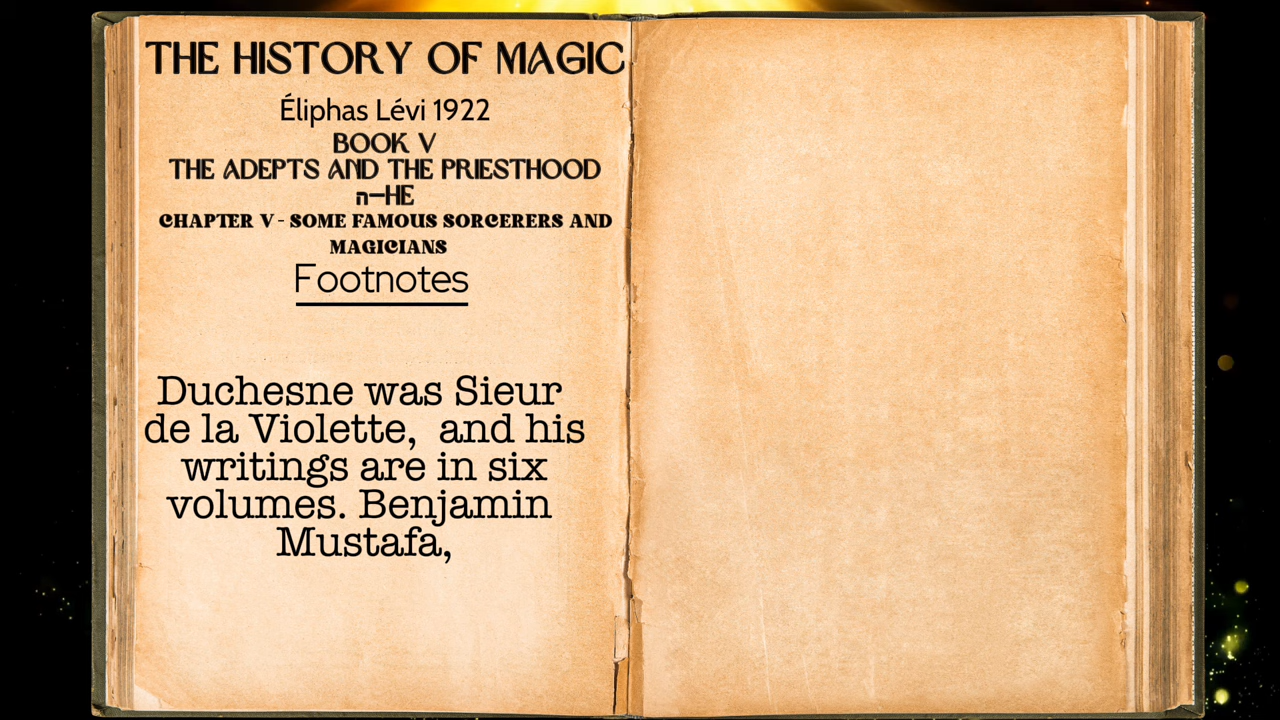 THE HISTORY OF MAGIC
Éliphas Lévi 1922
BOOK V
THE ADEPTS AND THE PRIESTHOOD
ח—HE
CHAPTER V - SOME FAMOUS SORCERERS AND
MAGICIANS
Footnotes
Duchesne was Sieur
de la Violette,  and his
writings are in six
volumes. Benjamin
Mustafa,